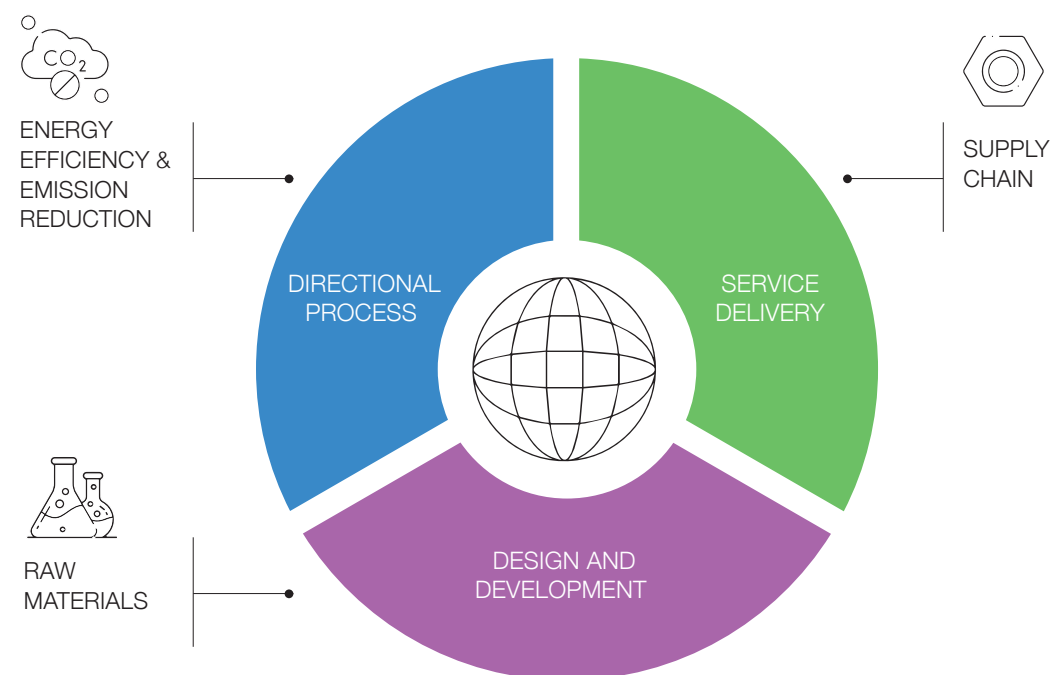 CO2
ENERGY
EFFICIENCY &
EMISSION
REDUCTION
SUPPLY
CHAIN
DIRECTIONAL
PROCESS
SERVICE
DELIVERY
RAW
MATERIALS
DESIGN AND
DEVELOPMENT